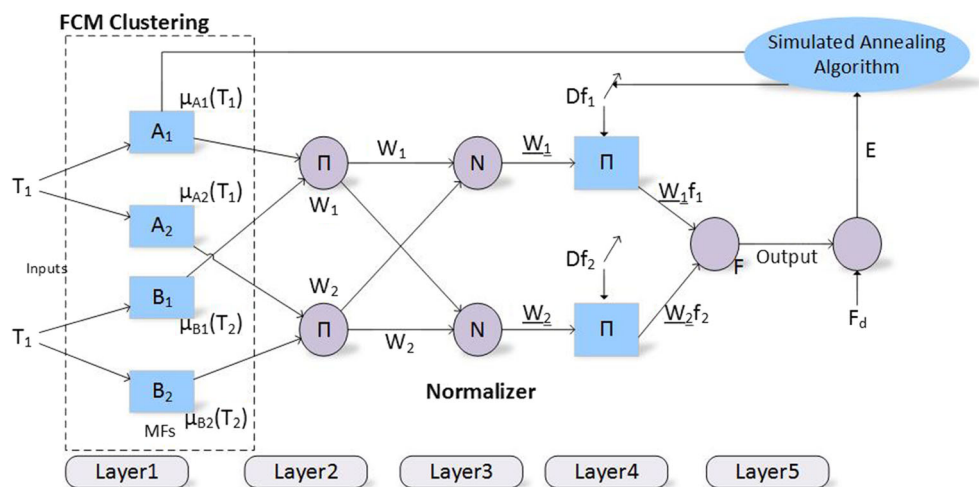 FCM Clustering
Simulated Annealing
Algorithm
μA1(T1)
A1
Df1
T1
Π
W1
N
W1
Π
E
μA2(T1)
W1
W1f1
A2
Inputs
Df2
F
Output
B1
W2
Fd
μB1(T2)
T1
Π
W2
N
W2
Π
W2f2
B2
μB2(T2)
MFs
Normalizer
Layer1
Layer2
Layer3
Layer4
Layer5